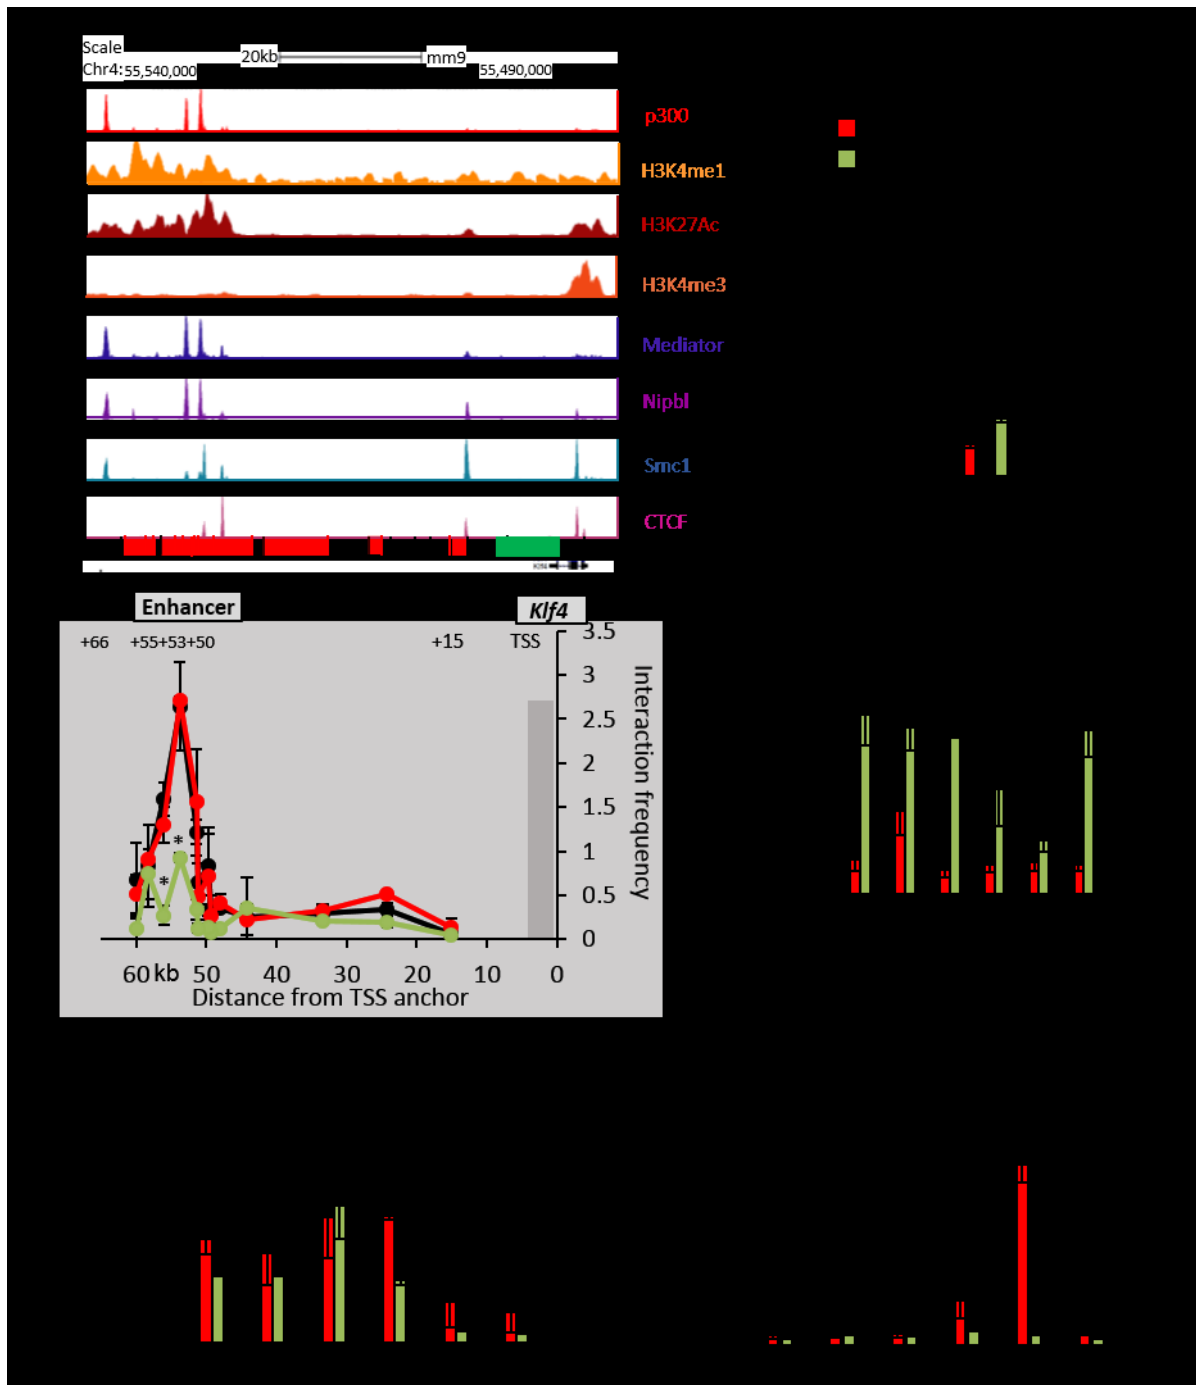 Scale
20kb
mm9
Chr4:
55,540,000
55,490,000
p300
H3K4me1
H3K27Ac
H3K4me3
Mediator
Nipbl
Smc1
CTCF
Enhancer
Klf4
+66
+55+53+50
+15
TSS
3.5
3
2.5
2
1.5
1
0.5
0
Interaction frequency
*
*
60 kb 50 40 30 20 10 0
Distance from TSS anchor